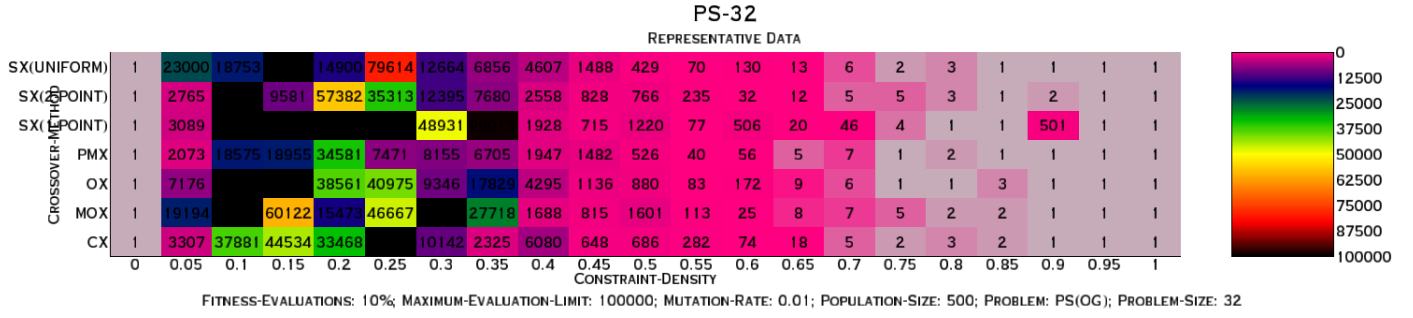 PS-32
Representative Data
SX(Uniform) 1 23000 18753 14900 79614 12664 6856 4607 1488 429 70 130 13 6 2 3 1 1 1 1
SX(2-Point) 1 2765 9581 57382 35313 12395 7680 2558 828 766 235 32 12 5 5 3 1 2 1 1
SX(1-Point) 1 3089 48931 1928 715 1220 77 506 20 46 4 1 1 501 1 1
PMX 1 2073 18575 18955 34581 7471 8155 6705 1947 1482 526 40 56 5 7 1 2 1 1 1 1
OX 1 7176 38561 40975 9346 17829 4295 1136 880 83 172 9 6 1 1 3 1 1 1
MOX 1 19194 60122 15473 46667 27718 1688 815 1601 113 25 8 7 5 2 2 1 1 1
CX 1 3307 37881 44534 33468 10142 2325 6080 648 686 282 74 18 5 2 3 2 1 1 1
Crossover-Method
0 0.05 0.1 0.15 0.2 0.25 0.3 0.35 0.4 0.45 0.5 0.55 0.6 0.65 0.7 0.75 0.8 0.85 0.9 0.95 1
Constraint-Density
Fitness-Evaluations: 10%; Maximum-Evaluation-Limit: 100000; Mutation-Rate: 0.01; Population-Size: 500; Problem: PS(OG); Problem-Size: 32
0
12500
25000
37500
50000
62500
75000
87500
100000